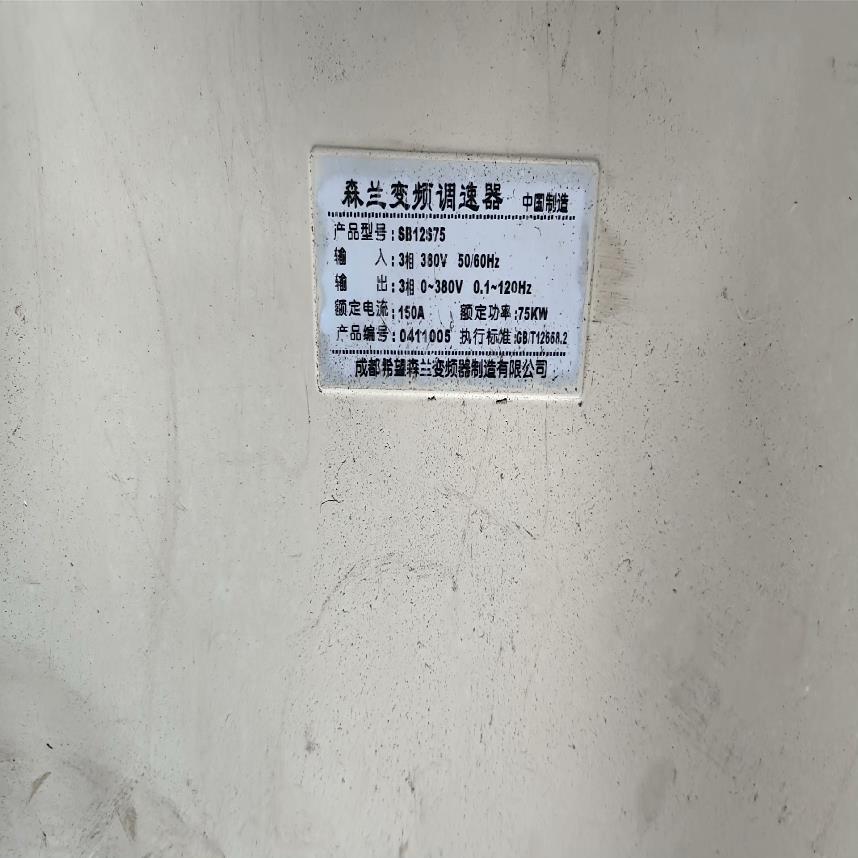 森兰变频调速器 中国制造
产品型号:SB12S75
输 入:3相 380V 50/60Hz
输 出:3相 0~380V 0.1~120Hz
额定电流:150A 额定功率:75KW
产品编号:0411005 执行标准:GB/T12668.2
成都希望森兰变频器制造有限公司